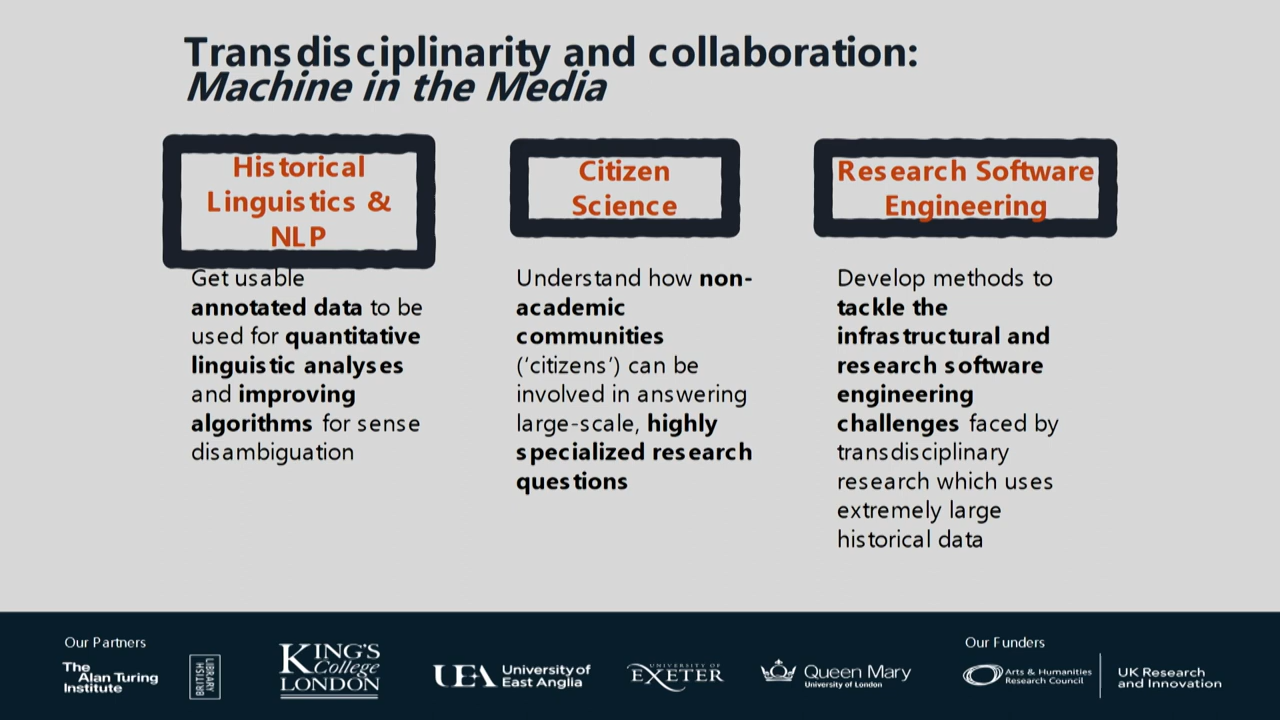 Transdisciplinarity and collaboration:
Machine in the Media
Historical
Linguistics &
NLP
Get usable
annotated data to be
used for quantitative
linguistic analyses
and improving
algorithms for sense
disambiguation
Citizen
Science
Understand how non-
academic
communities
(‘citizens’) can be
involved in answering
large-scale, highly
specialized research
questions
Research Software
Engineering
Develop methods to
tackle the
infrastructural and
research software
engineering
challenges faced by
transdisciplinary
research which uses
extremely large
historical data
Our Partners
The
Alan Turing
Institute
BRITISH
LIBRARY
KING'S
College
LONDON
UEA University of
East Anglia
UNIVERSITY OF
EXETER
Queen Mary
University of London
Our Funders
Arts & Humanities
Research Council
UK Research
and Innovation